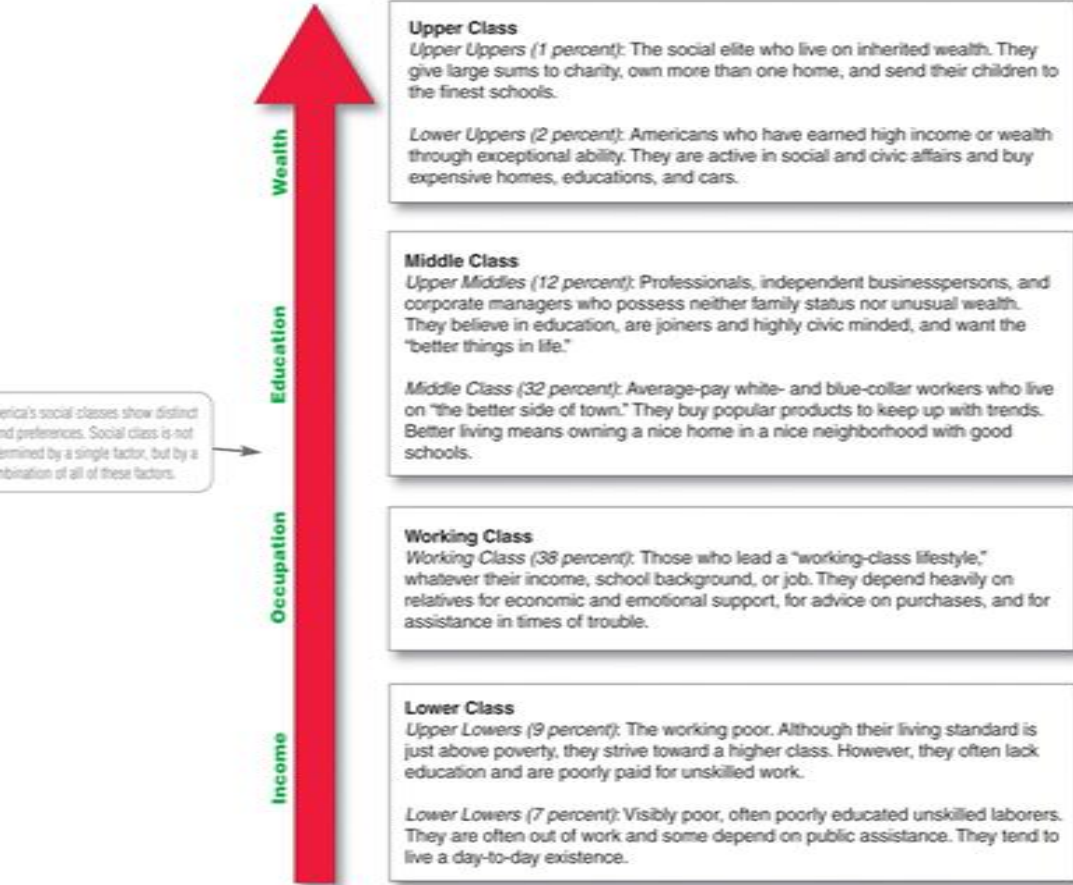 Upper Class
Upper Uppers (1 percent): The social elite who live on inherited wealth. They
give large sums to charity, own more than one home, and send their children to
the finest schools.
Lower Uppers (2 percent): Americans who have earned high income or wealth
through exceptional ability. They are active in social and civic affairs and buy
expensive homes, educations, and cars.
Wealth
Middle Class
Upper Middles (12 percent): Professionals, independent businesspersons, and
corporate managers who possess neither family status nor unusual wealth.
They believe in education, are joiners and highly civic minded, and want the
"better things in life."
Middle Class (32 percent): Average-pay white- and blue-collar workers who live
on "the better side of town." They buy popular products to keep up with trends.
Better living means owning a nice home in a nice neighborhood with good
schools.
Education
social classes show distinct
preferences. Social class is not
by a single factor, but by a
of all of these factors.
Working Class
Working Class (38 percent): Those who lead a "working-class lifestyle,"
whatever their income, school background, or job. They depend heavily on
relatives for economic and emotional support, for advice on purchases, and for
assistance in times of trouble.
Occupation
Lower Class
Upper Lowers (9 percent): The working poor. Although their living standard is
just above poverty, they strive toward a higher class. However, they often lack
education and are poorly paid for unskilled work.
Lower Lowers (7 percent): Visibly poor, often poorly educated unskilled laborers.
They are often out of work and some depend on public assistance. They tend to
live a day-to-day existence.
Income